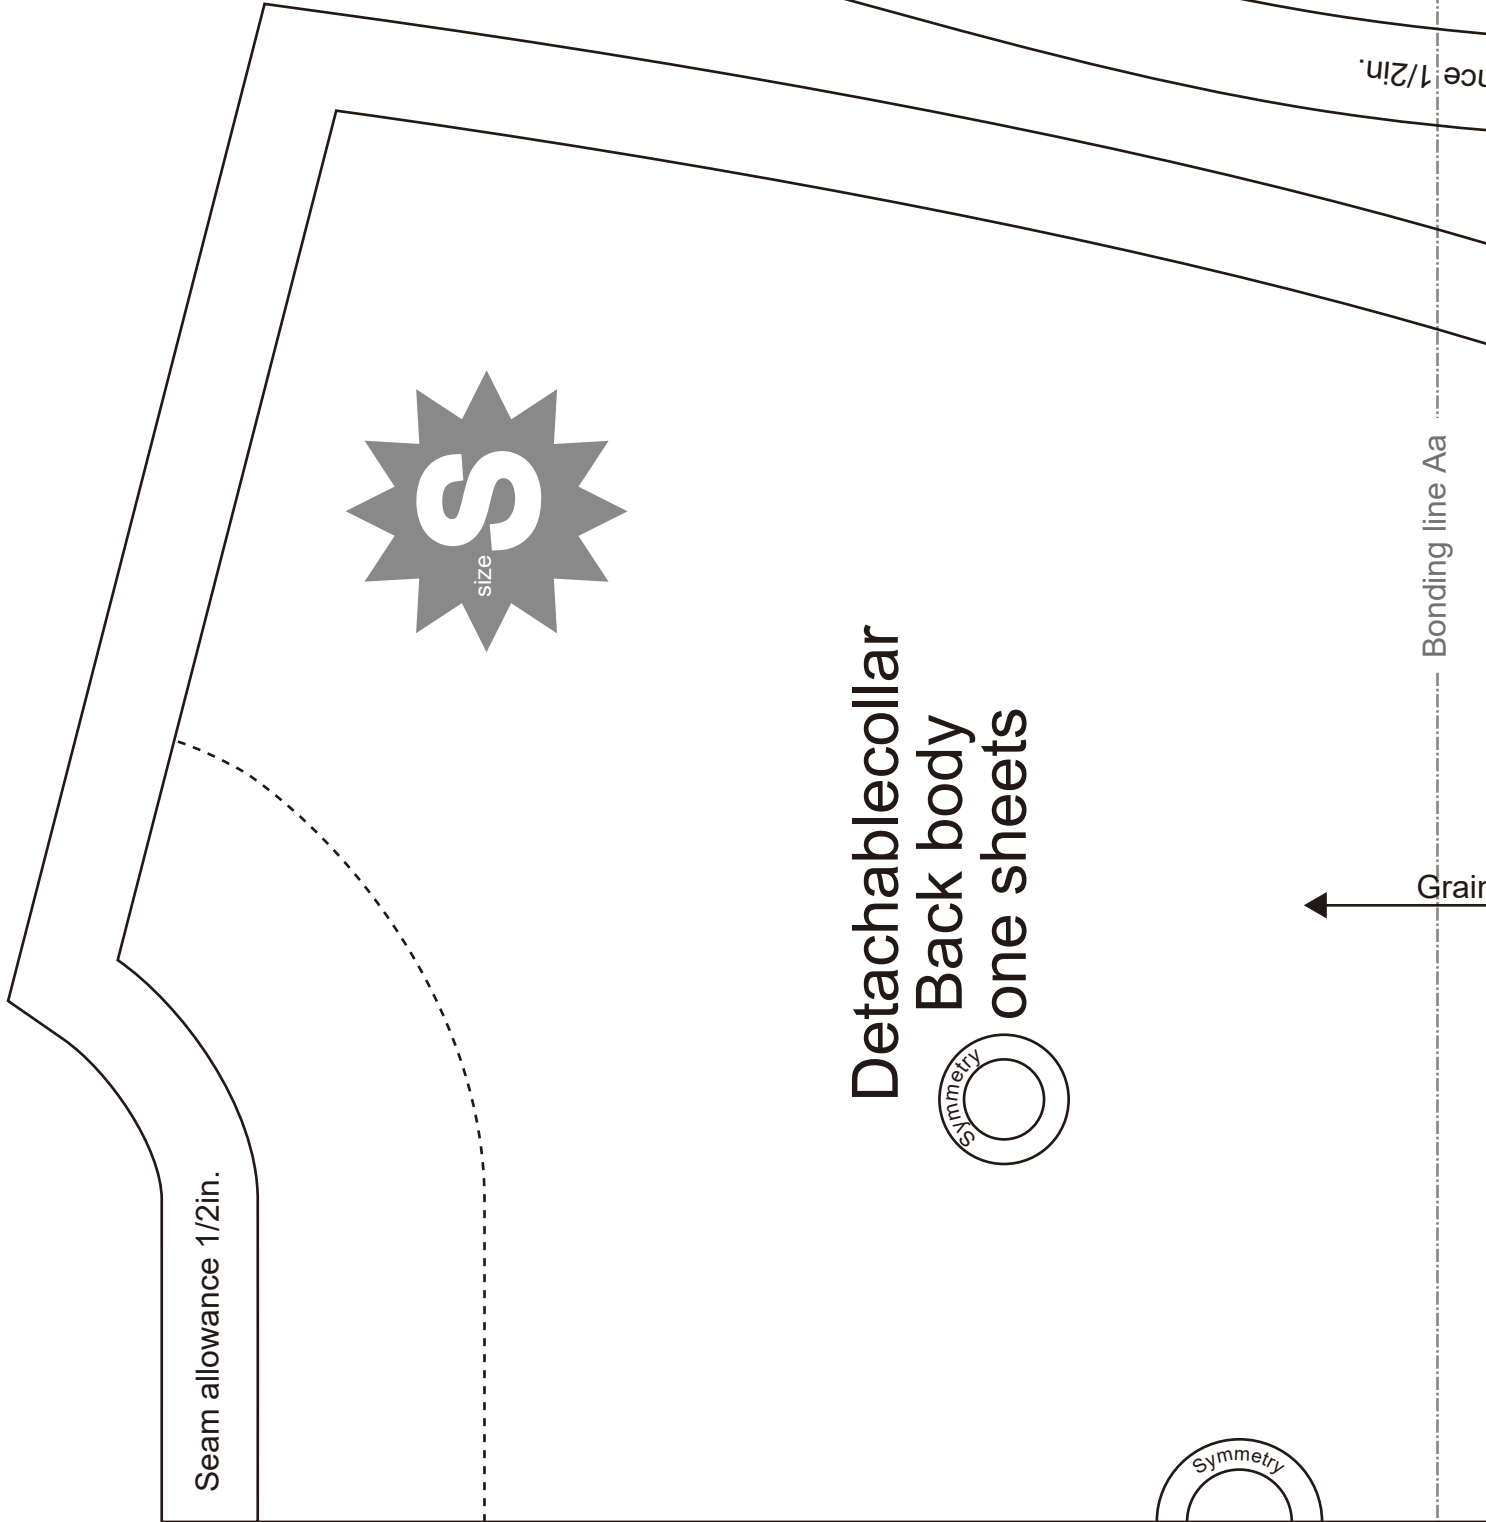 nce 1/2in.
S
size
Bonding line Aa
Detachablecollar
Back body
one sheets
Grain
Symmetry
Seam allowance 1/2in.
Symmetry